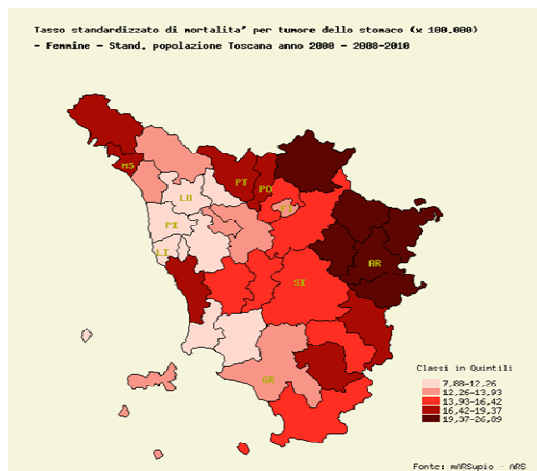 Tasso standardizzato di mortalita' per tumore dello stomaco (x 100.000)
- Femmine - Stand. popolazione Toscana anno 2000 - 2008-2010
MS
PT
PO
LU
FI
PI
LI
AR
SI
GR
Classi in Quintili
7,88-12,26
12,26-13,93
13,93-16,42
16,42-19,37
19,37-26,89
Fonte: mARSupio - ARS